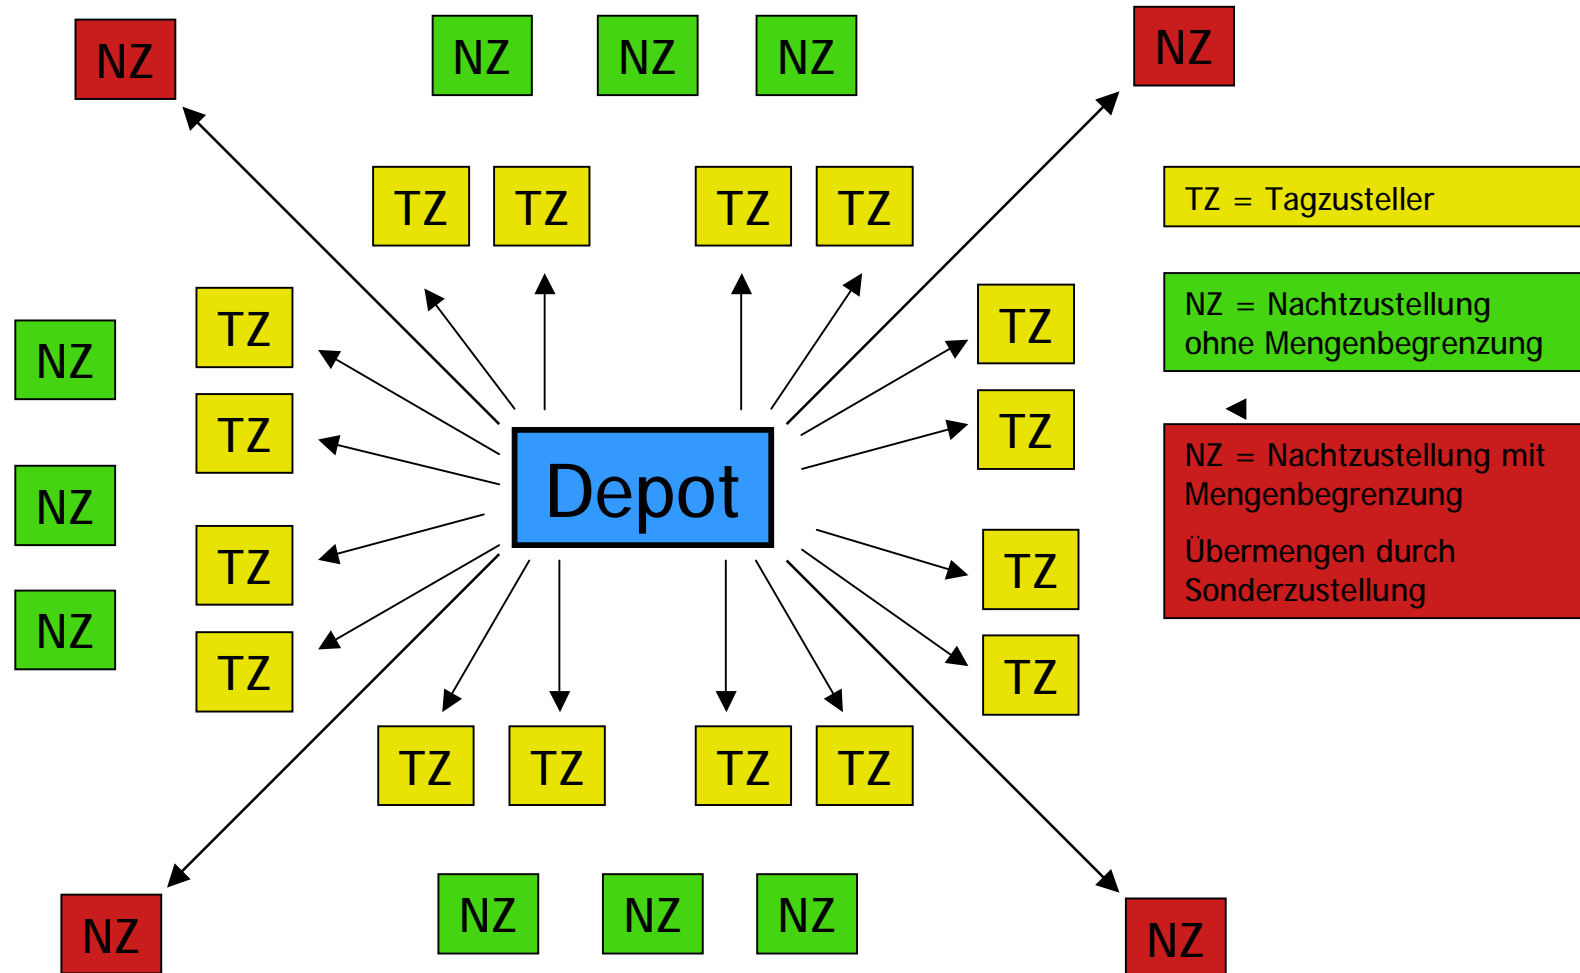 NZ
NZ
NZ
NZ
NZ
TZ
TZ
TZ
TZ
TZ = Tagzusteller
TZ
TZ
NZ = Nachtzustellung
ohne Mengenbegrenzung
NZ
TZ
TZ
NZ = Nachtzustellung mit
Mengenbegrenzung
Depot
NZ
TZ
TZ
Übermengen durch
Sonderzustellung
NZ
TZ
TZ
TZ
TZ
TZ
TZ
NZ
NZ
NZ
NZ
NZ